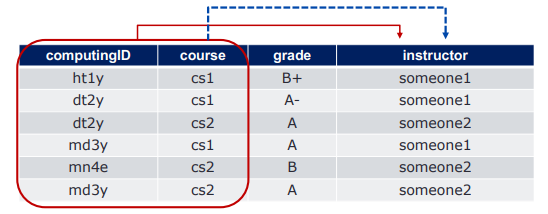 computingID course grade instructor
ht1y cs1 B+ someone1
dt2y cs1 A- someone1
dt2y cs2 A someone2
md3y cs1 A someone1
mn4e cs2 B someone2
md3y cs2 A someone2